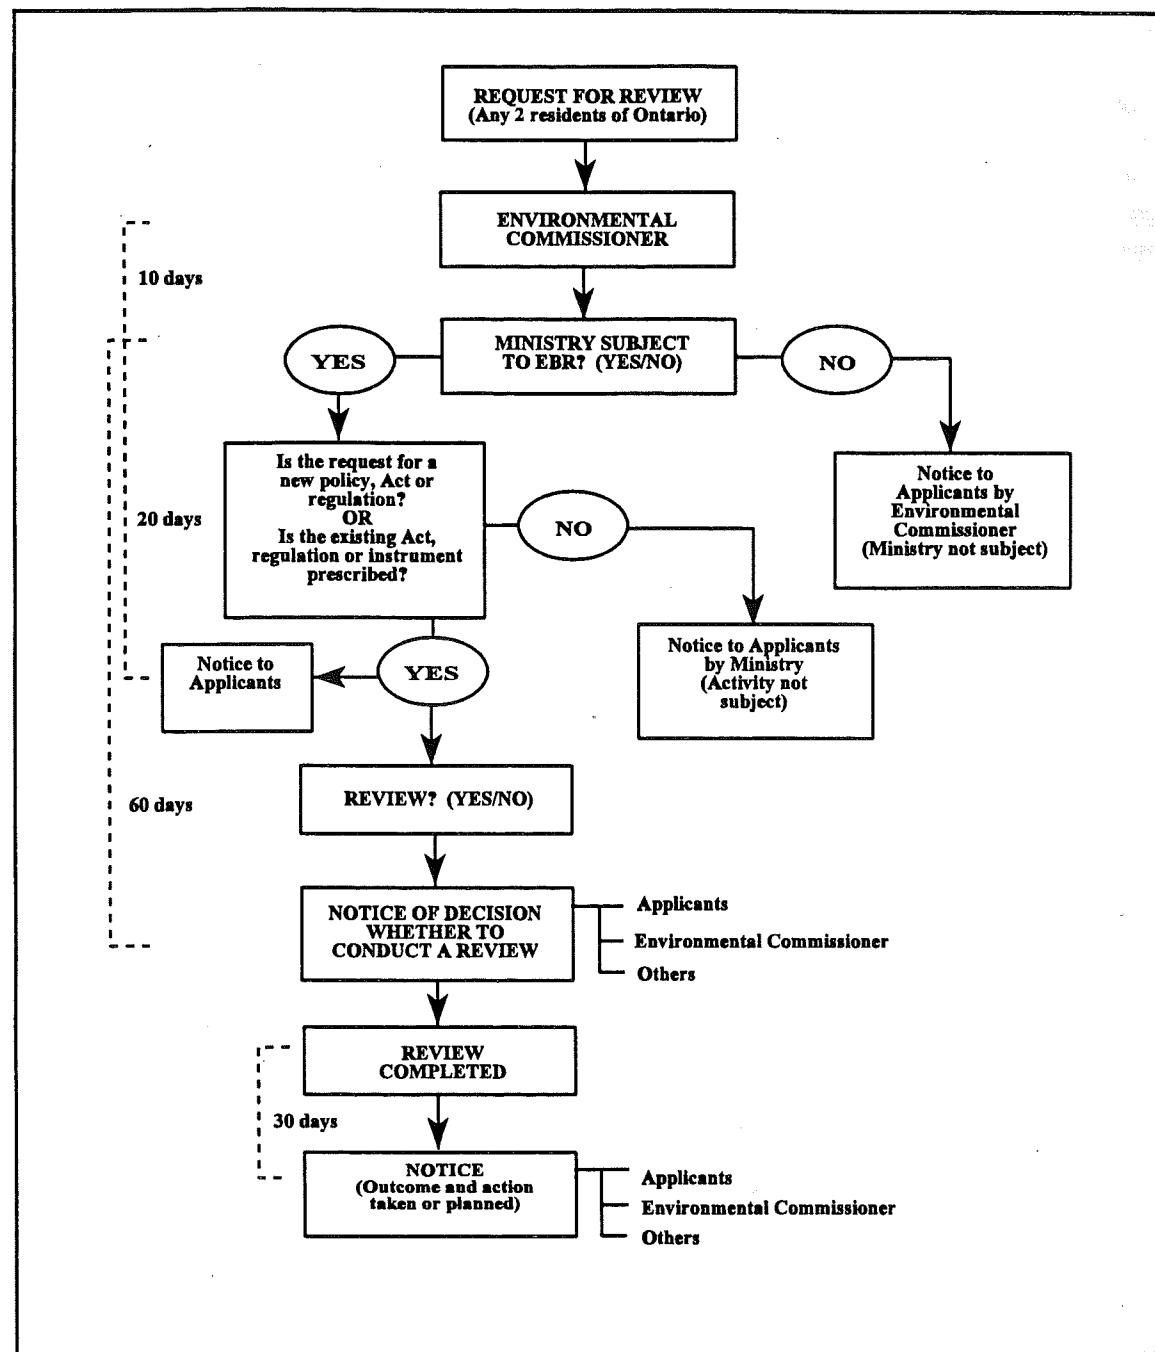 REQUEST FOR REVIEW
(Any 2 residents of Ontario)
ENVIRONMENTAL
COMMISSIONER
10 days
MINISTRY SUBJECT
TO EBR? (YES/NO)
YES
NO
Is the request for a
new policy, Act or
regulation?
OR
Is the existing Act,
regulation or instrument
prescribed?
NO
Notice to
Applicants by
Environmental
Commissioner
(Ministry not subject)
20 days
Notice to
Applicants
YES
Notice to Applicants
by Ministry
(Activity not
subject)
REVIEW? (YES/NO)
60 days
NOTICE OF DECISION
WHETHER TO
CONDUCT A REVIEW
Applicants
Environmental Commissioner
Others
REVIEW
COMPLETED
30 days
NOTICE
(Outcome and action
taken or planned)
Applicants
Environmental Commissioner
Others